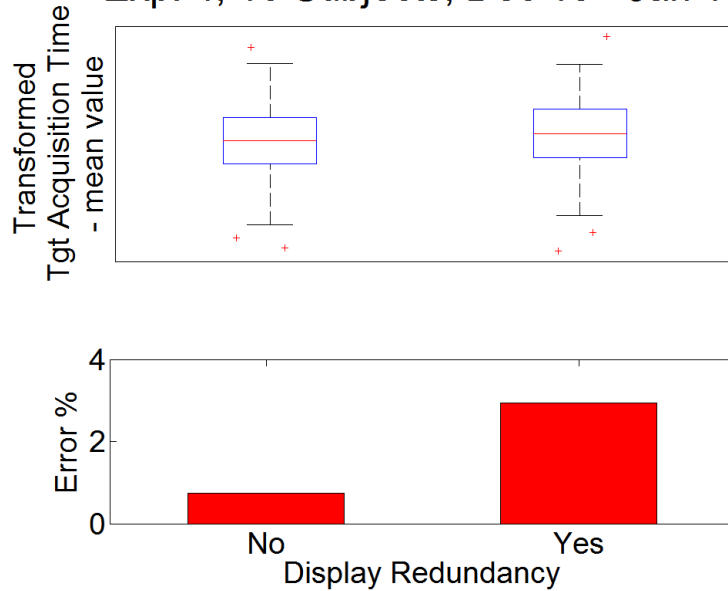 Transformed
Tgt Acquisition Time
- mean value
4
2
0
Error %
No Yes
Display Redundancy